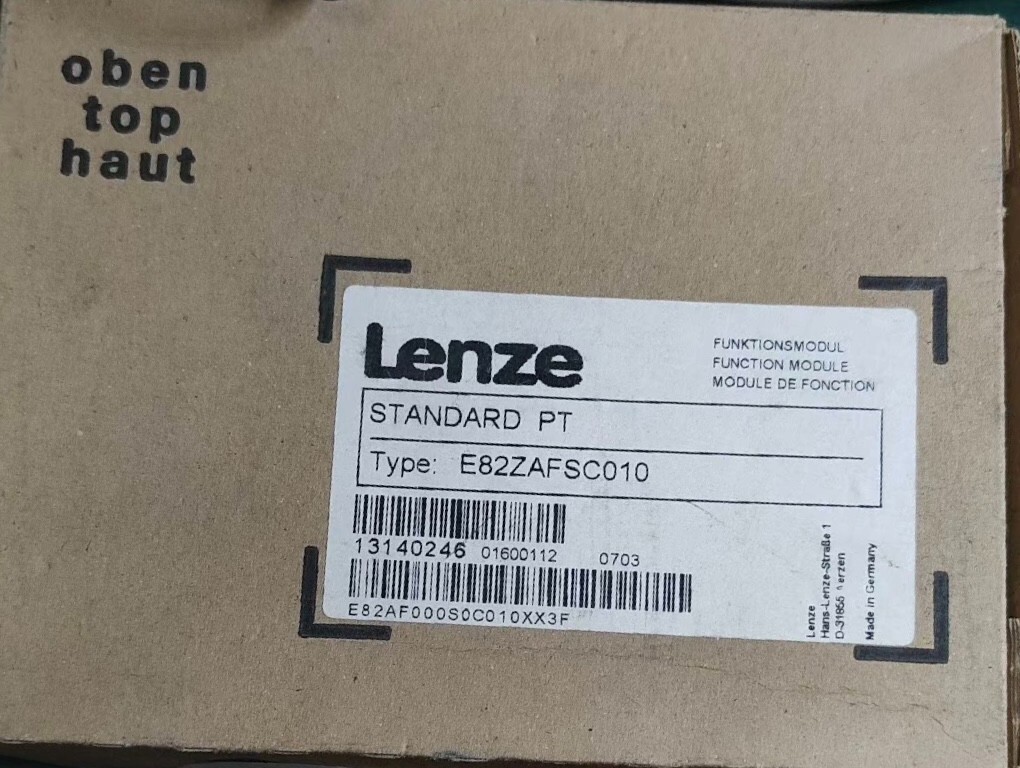 oben
top
haut
Lenze
FUNKTIONSMODUL
FUNCTION MODULE
MODULE DE FONCTION
STANDARD PT
Type: E82ZAFSC010
13140246 01600112 0703
E82AF000S0C010XX3F
Lenze
Hans-Lenze-Straße 1
D-31855
Made in Germany